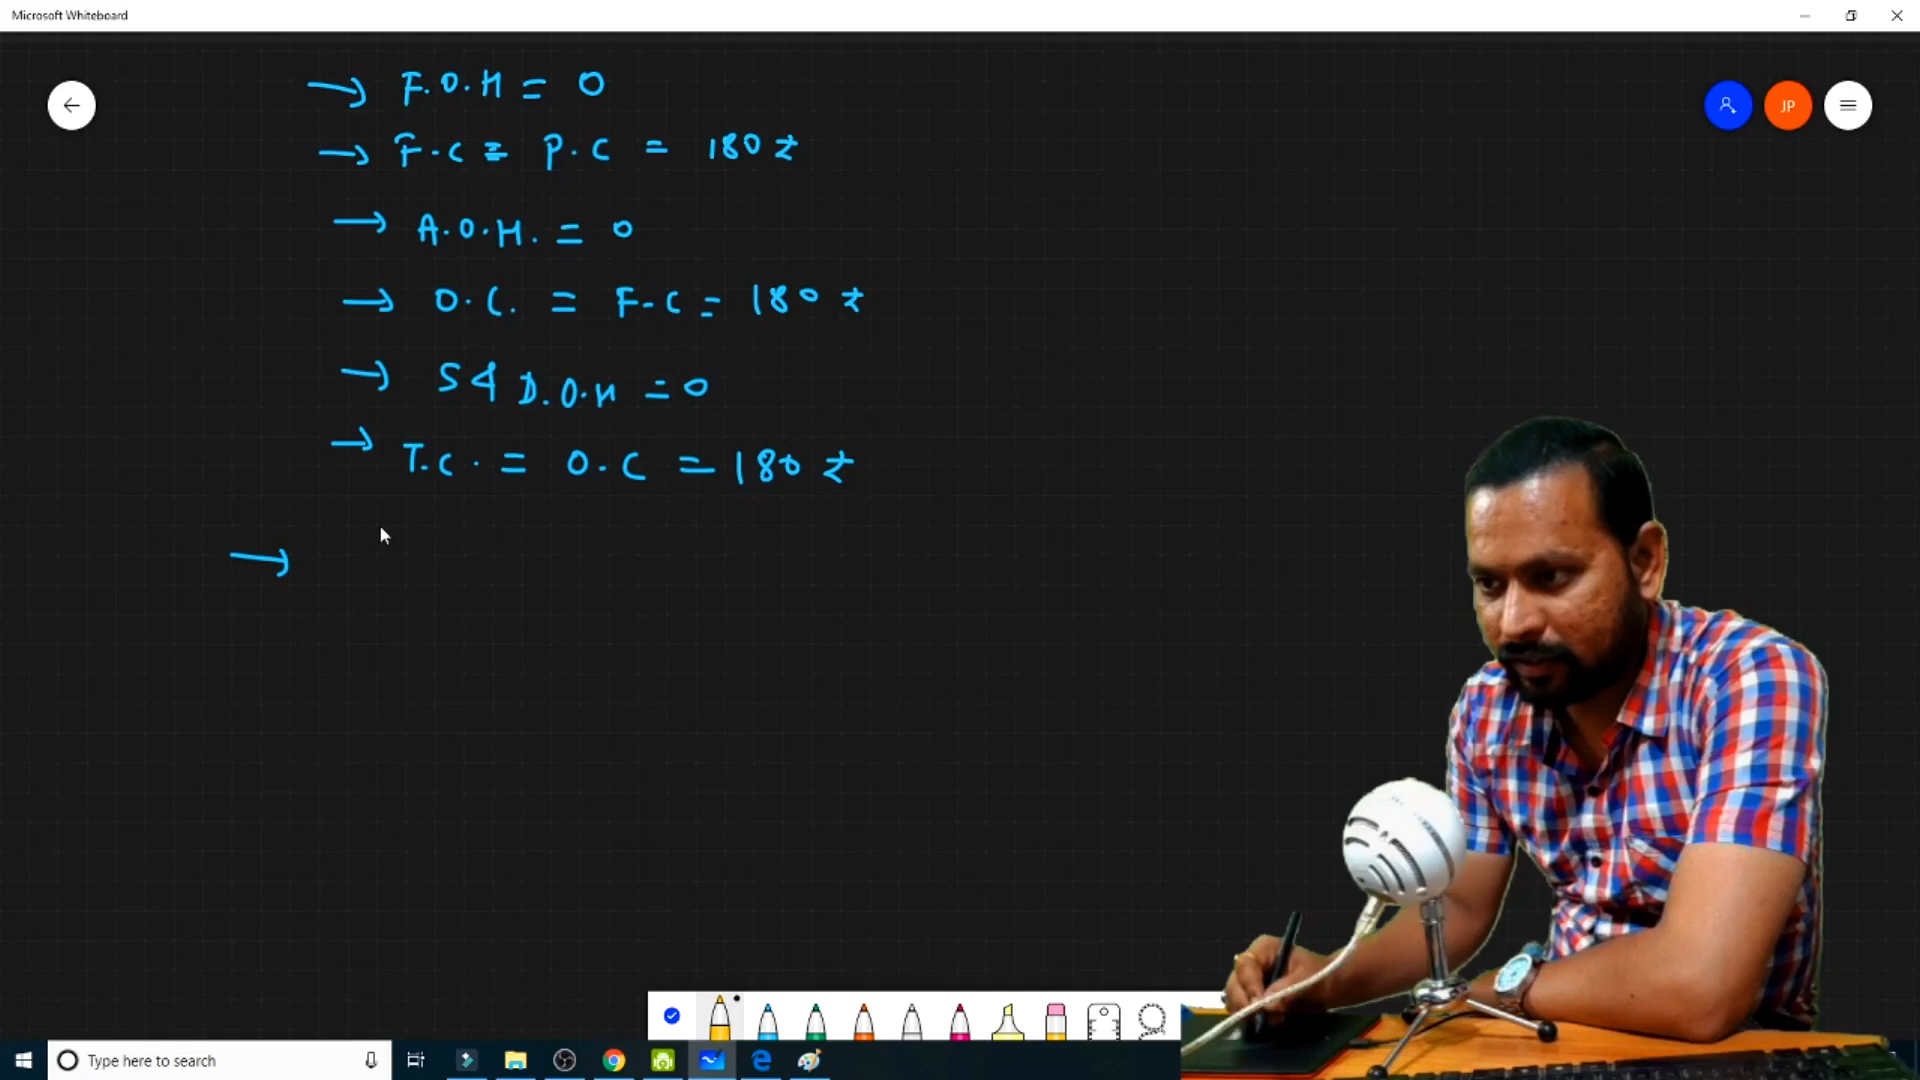 Microsoft Whiteboard
→ F.O.H = 0
JP
→ F.C = P.C = 180 ₹
→ A.O.H. = 0
→ O.C. = F.C = 180 ₹
→ S & D.O.H = 0
→ T.C. = O.C = 180 ₹
→
Type here to search